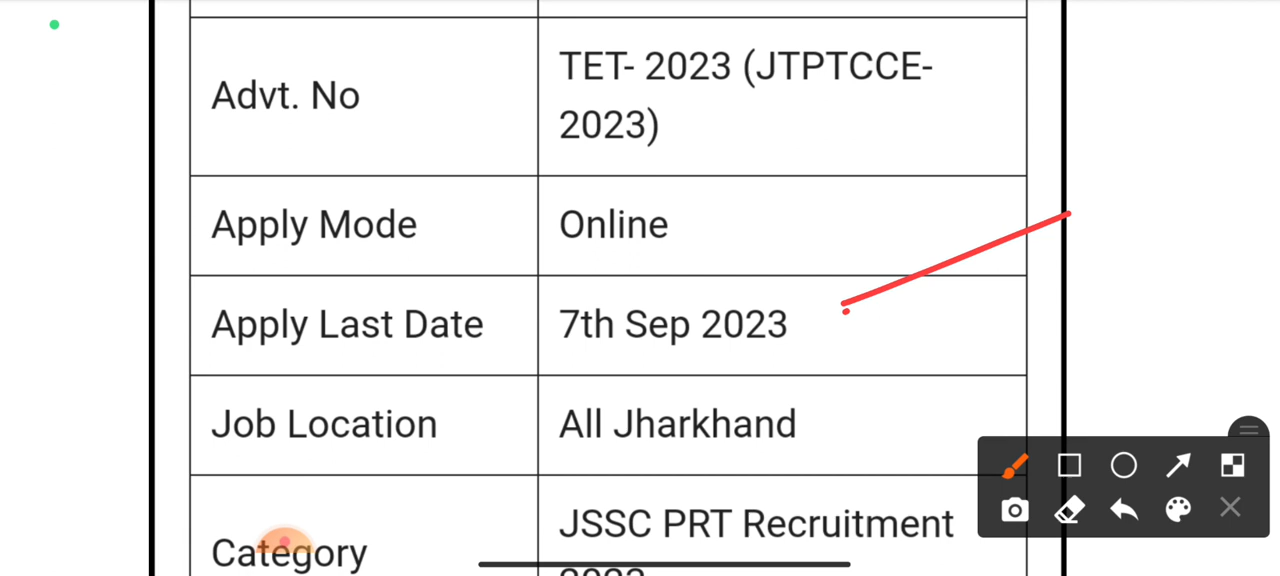 Advt. No
TET- 2023 (JTPTCCE-
2023)
Apply Mode
Online
Apply Last Date
7th Sep 2023
Job Location
All Jharkhand
Category
JSSC PRT Recruitment